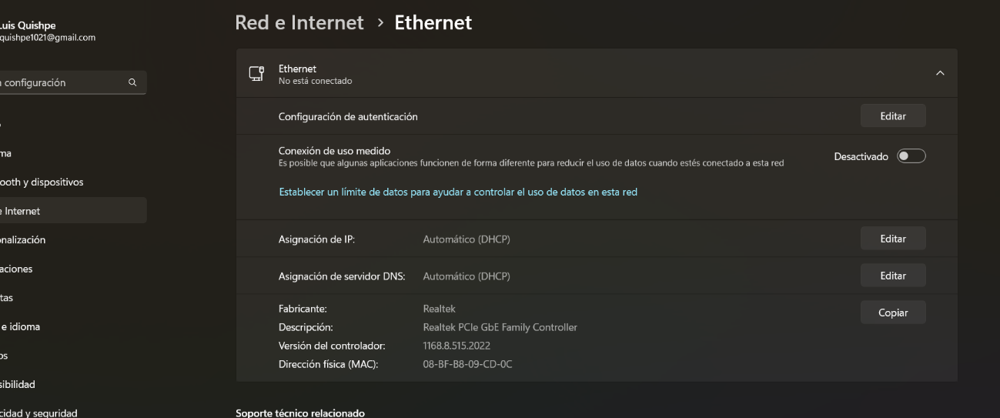 Luis Quishpe
quishpe1021@gmail.com
configuración
ooth y dispositivos
e Internet
onalización
aciones
tas
e idioma
os
sibilidad
cidad y seguridad
Red e Internet > Ethernet
Ethernet
No está conectado
Configuración de autenticación Editar
Conexión de uso medido
Es posible que algunas aplicaciones funcionen de forma diferente para reducir el uso de datos cuando estés conectado a esta red
Desactivado
Establecer un límite de datos para ayudar a controlar el uso de datos en esta red
Asignación de IP: Automático (DHCP) Editar
Asignación de servidor DNS: Automático (DHCP) Editar
Fabricante: Realtek Copiar
Descripción: Realtek PCIe GbE Family Controller
Versión del controlador: 1168.8.515.2022
Dirección física (MAC): 08-BF-B8-09-CD-0C
Soporte técnico relacionado